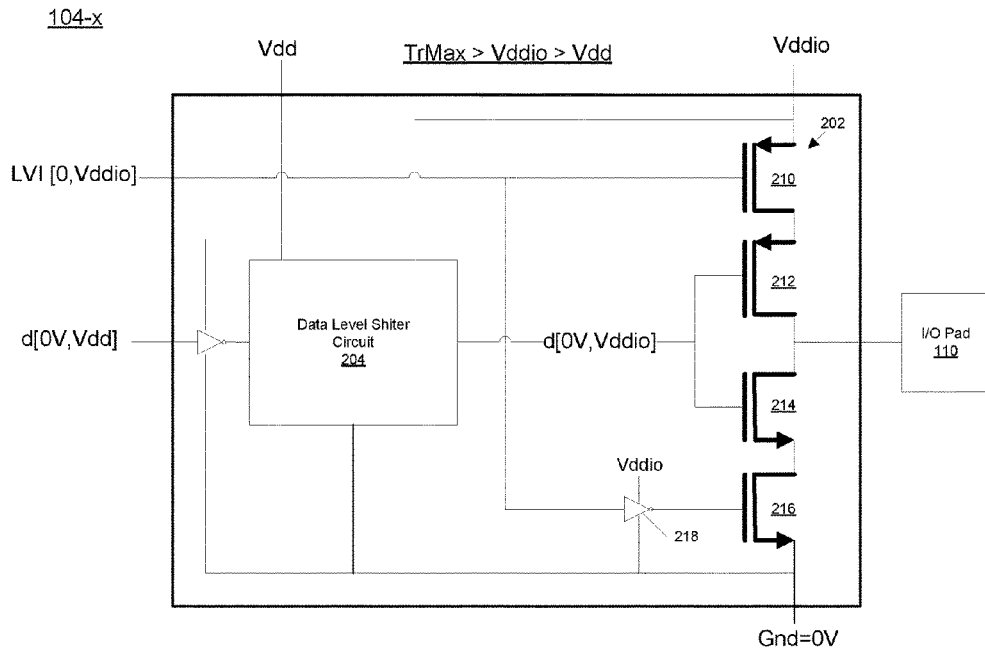 104-x
Vdd
TrMax > Vddio > Vdd
Vddio
202
LVI [0,Vddio]
210
212
d[0V,Vdd]
Data Level Shiter
Circuit
204
d[0V,Vddio]
I/O Pad
110
214
Vddio
216
218
Gnd=0V